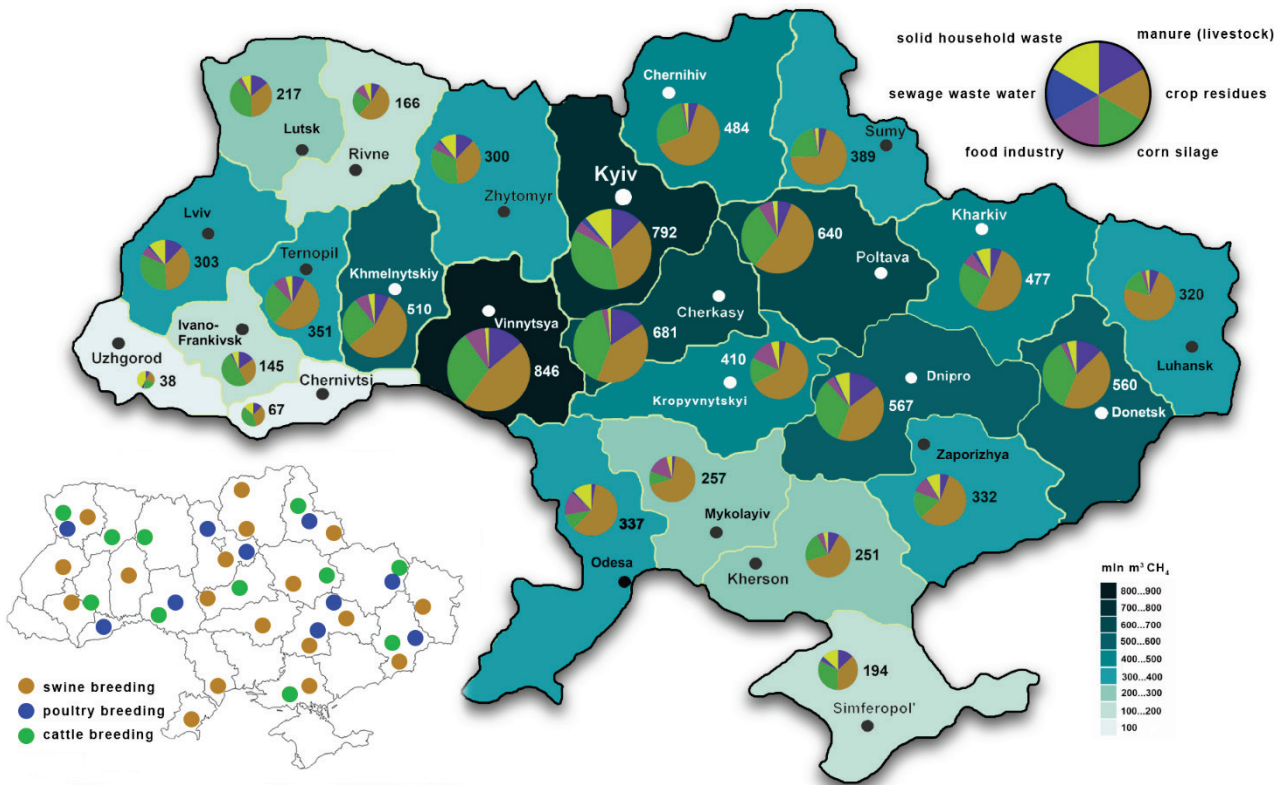 solid household waste
manure (livestock)
sewage waste water
crop residues
food industry
corn silage
217
Lutsk
166
Rivne
300
Zhytomyr
Kyiv
792
Chernihiv
484
Sumy
389
Lviv
303
Ternopil
351
Khmelnytskiy
510
Vinnytsya
846
Cherkasy
681
640
Poltava
Kharkiv
477
320
Luhansk
Uzhgorod
38
Ivano-
Frankivsk
145
Chernivtsi
67
410
Kropyvnytskyi
Dnipro
567
560
Donetsk
Zaporizhya
332
257
Mykolayiv
337
Odesa
251
Kherson
194
Simferopol'
swine breeding
poultry breeding
cattle breeding
mln m³ CH₄
800...900
700...800
600...700
500...600
400...500
300...400
200...300
100...200
100